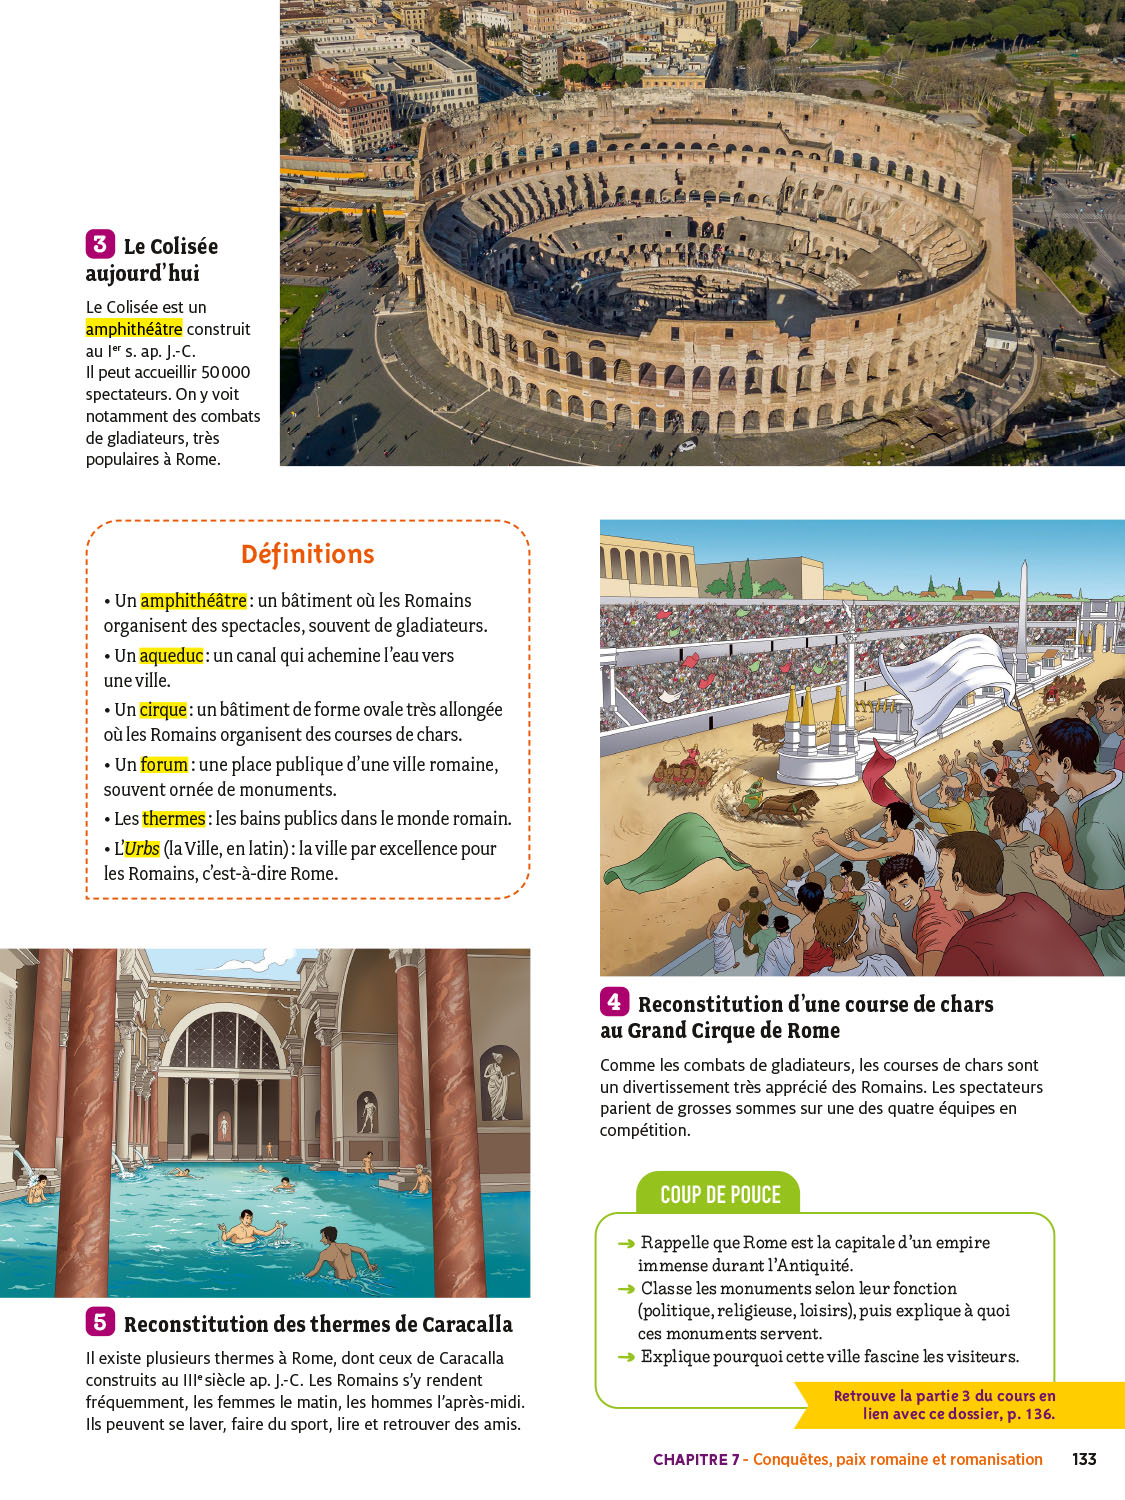 3 Le Colisée
aujourd'hui
Le Colisée est un
amphithéâtre construit
au Ier s. ap. J.-C.
Il peut accueillir 50 000
spectateurs. On y voit
notamment des combats
de gladiateurs, très
populaires à Rome.
Définitions
• Un amphithéâtre : un bâtiment où les Romains
organisent des spectacles, souvent de gladiateurs.
• Un aqueduc : un canal qui achemine l'eau vers
une ville.
• Un cirque : un bâtiment de forme ovale très allongée
où les Romains organisent des courses de chars.
• Un forum : une place publique d'une ville romaine,
souvent ornée de monuments.
• Les thermes : les bains publics dans le monde romain.
• L'Urbs (la Ville, en latin) : la ville par excellence pour
les Romains, c'est-à-dire Rome.
4 Reconstitution d'une course de chars
au Grand Cirque de Rome
Comme les combats de gladiateurs, les courses de chars sont
un divertissement très apprécié des Romains. Les spectateurs
parient de grosses sommes sur une des quatre équipes en
compétition.
5 Reconstitution des thermes de Caracalla
Il existe plusieurs thermes à Rome, dont ceux de Caracalla
construits au IIIe siècle ap. J.-C. Les Romains s'y rendent
fréquemment, les femmes le matin, les hommes l'après-midi.
Ils peuvent se laver, faire du sport, lire et retrouver des amis.
COUP DE POUCE
➔ Rappelle que Rome est la capitale d'un empire
immense durant l'Antiquité.
➔ Classe les monuments selon leur fonction
(politique, religieuse, loisirs), puis explique à quoi
ces monuments servent.
➔ Explique pourquoi cette ville fascine les visiteurs.
Retrouve la partie 3 du cours en
lien avec ce dossier, p. 136.
CHAPITRE 7 - Conquêtes, paix romaine et romanisation 133